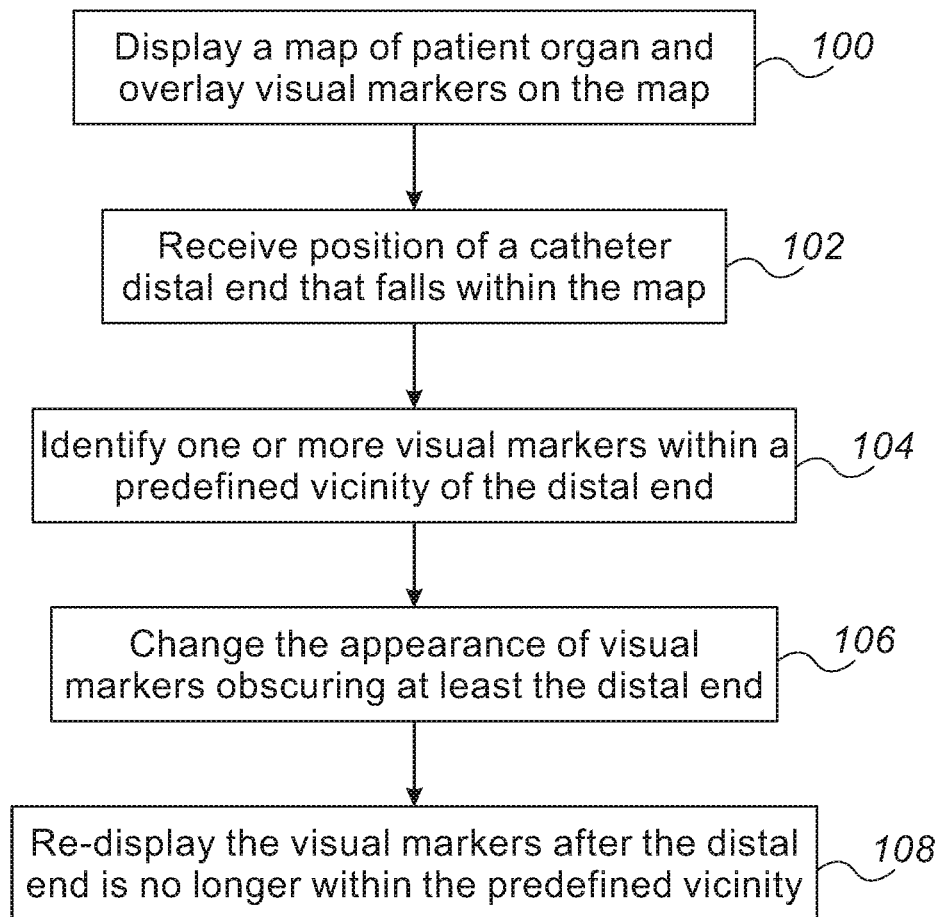 Display a map of patient organ and
overlay visual markers on the map
100
Receive position of a catheter
distal end that falls within the map
102
Identify one or more visual markers within a
predefined vicinity of the distal end
104
Change the appearance of visual
markers obscuring at least the distal end
106
Re-display the visual markers after the distal
end is no longer within the predefined vicinity
108